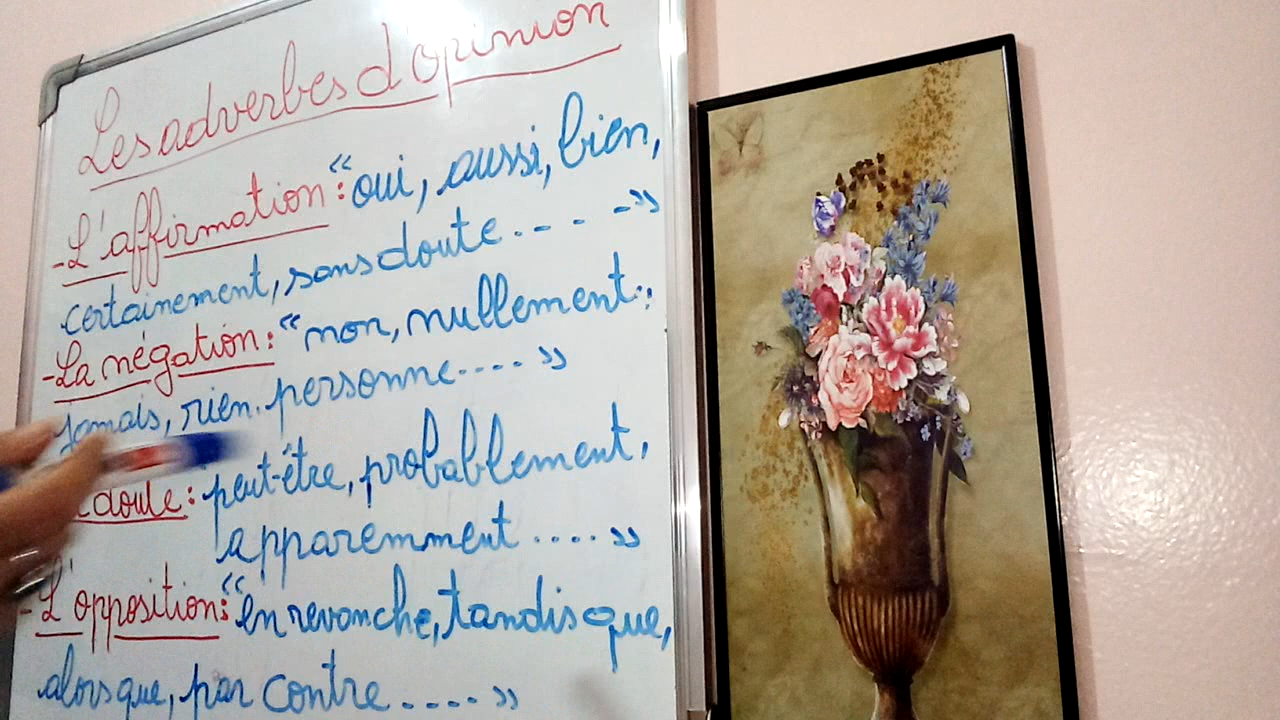 Les adverbes d'opinion
- L'affirmation : " oui, aussi, bien,
certainement, sans doute . - - - "
- La négation : " non, nullement,
jamais, rien. personne .... "
doute : peut-être, probablement,
apparemment .... "
- L'opposition : " en revanche, tandis que,
alors que, par contre .... "